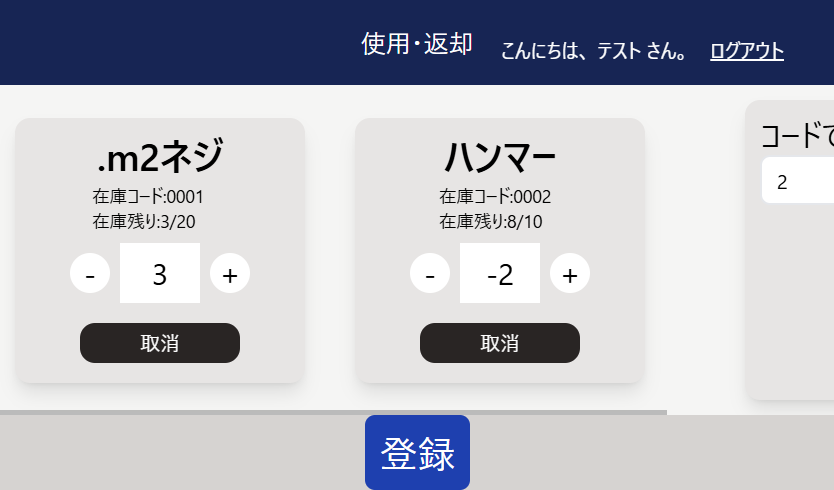 使用・返却
こんにちは、テスト さん。 ログアウト
.m2ネジ
在庫コード:0001
在庫残り:3/20
- 3 +
取消
ハンマー
在庫コード:0002
在庫残り:8/10
- -2 +
取消
コードで
2
登録